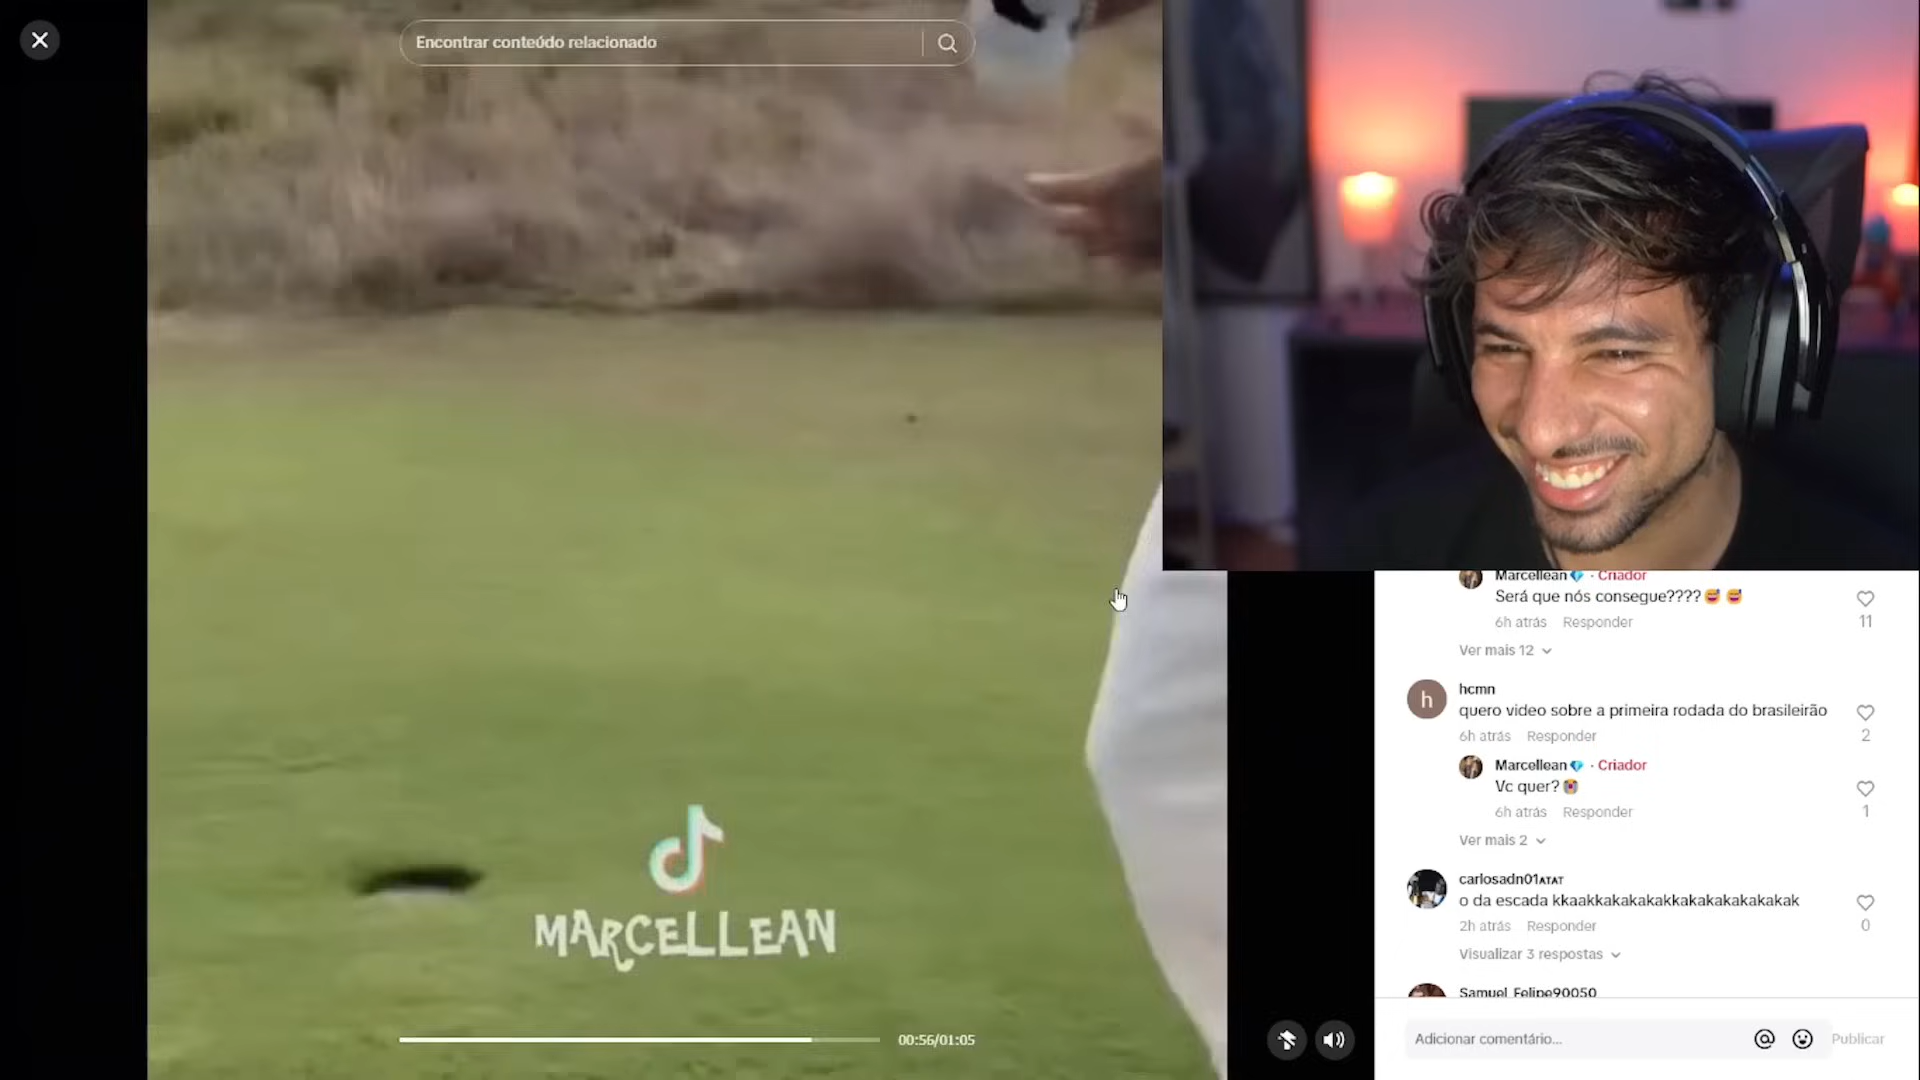 Encontrar conteúdo relacionado
MARCELLEAN
00:56/01:05
Marcellean💎 · Criador
Será que nós consegue????😅 😅
6h atrás Responder
11
Ver mais 12
h
hcmn
quero video sobre a primeira rodada do brasileirão
6h atrás Responder
2
Marcellean💎 · Criador
Vc quer?😭
6h atrás Responder
1
Ver mais 2
carlosadn01ᴀᴛᴀᴛ
o da escada kkaakkakakakakkakakakakakakak
2h atrás Responder
0
Visualizar 3 respostas
Samuel Felipe90050
Adicionar comentário...
@
Publicar